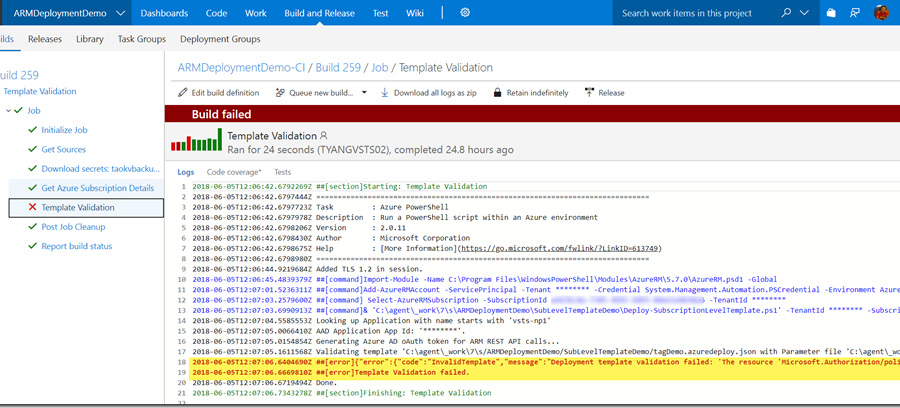 ARMDeploymentDemo Dashboards Code Work Build and Release Test Wiki Search work items in this project
lds Releases Library Task Groups Deployment Groups
uild 259
Template Validation
Job
Initialize Job
Get Sources
Download secrets: taokvbacku...
Get Azure Subscription Details
Template Validation
Post Job Cleanup
Report build status
ARMDeploymentDemo-CI / Build 259 / Job / Template Validation
Edit build definition Queue new build... Download all logs as zip Retain indefinitely Release
Build failed
Template Validation
Ran for 24 seconds (TYANGVSTS02), completed 24.8 hours ago
Logs Code coverage* Tests
1 2018-06-05T12:06:42.6792269Z ##[section]Starting: Template Validation
2 2018-06-05T12:06:42.6797444Z ==============================================================================
3 2018-06-05T12:06:42.6797723Z Task : Azure PowerShell
4 2018-06-05T12:06:42.6797978Z Description : Run a PowerShell script within an Azure environment
5 2018-06-05T12:06:42.6798206Z Version : 2.0.11
6 2018-06-05T12:06:42.6798430Z Author : Microsoft Corporation
7 2018-06-05T12:06:42.6798675Z Help : [More Information](https://go.microsoft.com/fwlink/?LinkID=613749)
8 2018-06-05T12:06:42.6798980Z ==============================================================================
9 2018-06-05T12:06:44.9219684Z Added TLS 1.2 in session.
10 2018-06-05T12:06:45.4839379Z ##[command]Import-Module -Name C:\Program Files\WindowsPowerShell\Modules\AzureRM\5.7.0\AzureRM.psd1 -Global
11 2018-06-05T12:07:01.5236311Z ##[command]Add-AzureRMAccount -ServicePrincipal -Tenant ******** -Credential System.Management.Automation.PSCredential -Environment Azure
12 2018-06-05T12:07:03.2579600Z ##[command] Select-AzureRMSubscription -SubscriptionId -TenantId ********
13 2018-06-05T12:07:03.6990913Z ##[command]& 'C:\agent\_work\7\s\ARMDeploymentDemo\SubLevelTemplateDemo\Deploy-SubscriptionLevelTemplate.ps1' -TenantId ******** -Subscri
14 2018-06-05T12:07:04.5585553Z Looking up Application with name starts with 'vsts-np1'
15 2018-06-05T12:07:05.0066410Z AAD Application App Id: '********'.
16 2018-06-05T12:07:05.0154854Z Generating Azure AD OAuth token for ARM REST API calls...
17 2018-06-05T12:07:05.1611568Z Validating template 'C:\agent\_work\7\s/ARMDeploymentDemo/SubLevelTemplateDemo/tagDemo.azuredeploy.json with Parameter file 'C:\agent\_wor
18 2018-06-05T12:07:06.6404690Z ##[error]{"error":{"code":"InvalidTemplate","message":"Deployment template validation failed: 'The resource 'Microsoft.Authorization/poli
19 2018-06-05T12:07:06.6669810Z ##[error]Template Validation failed.
20 2018-06-05T12:07:06.6719494Z Done.
21 2018-06-05T12:07:06.7343278Z ##[section]Finishing: Template Validation
22